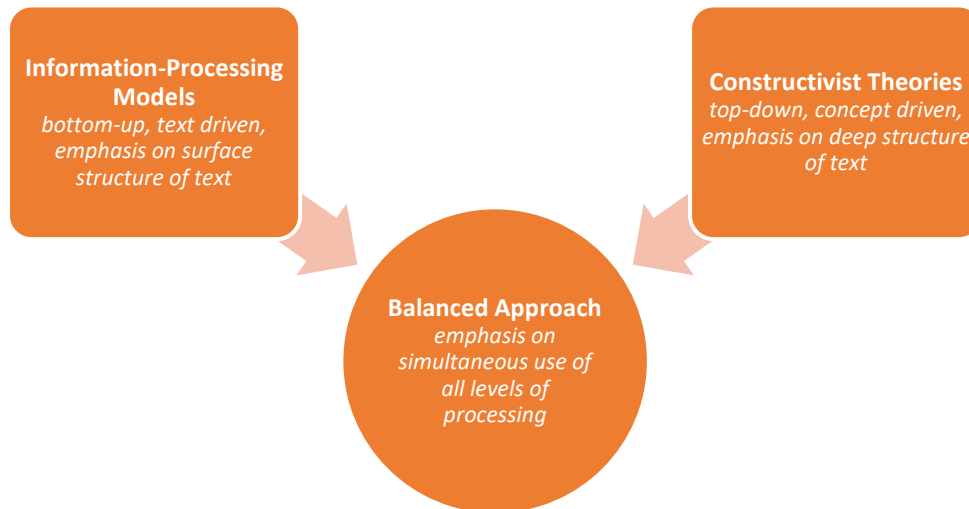 Information-Processing
Models
bottom-up, text driven,
emphasis on surface
structure of text
Constructivist Theories
top-down, concept driven,
emphasis on deep structure
of text
Balanced Approach
emphasis on
simultaneous use of
all levels of
processing